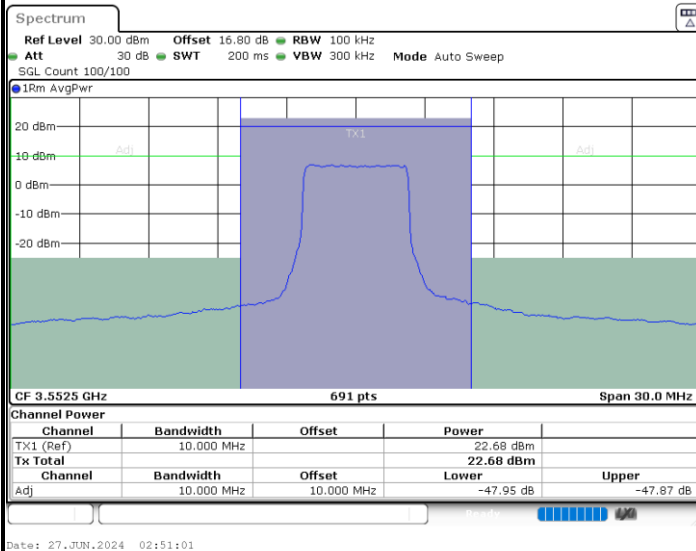 Spectrum
Ref Level 30.00 dBm Offset 16.80 dB RBW 100 kHz
Att 30 dB SWT 200 ms VBW 300 kHz Mode Auto Sweep
SGL Count 100/100
1Rm AvgPwr
20 dBm
TX1
Adj
Adj
10 dBm
0 dBm
-10 dBm
-20 dBm
CF 3.5525 GHz 691 pts Span 30.0 MHz
Channel Power
Channel Bandwidth Offset Power
TX1 (Ref) 10.000 MHz 22.68 dBm
Tx Total 22.68 dBm
Channel Bandwidth Offset Lower Upper
Adj 10.000 MHz 10.000 MHz -47.95 dB -47.87 dB
Ready
Date: 27.JUN.2024 02:51:01